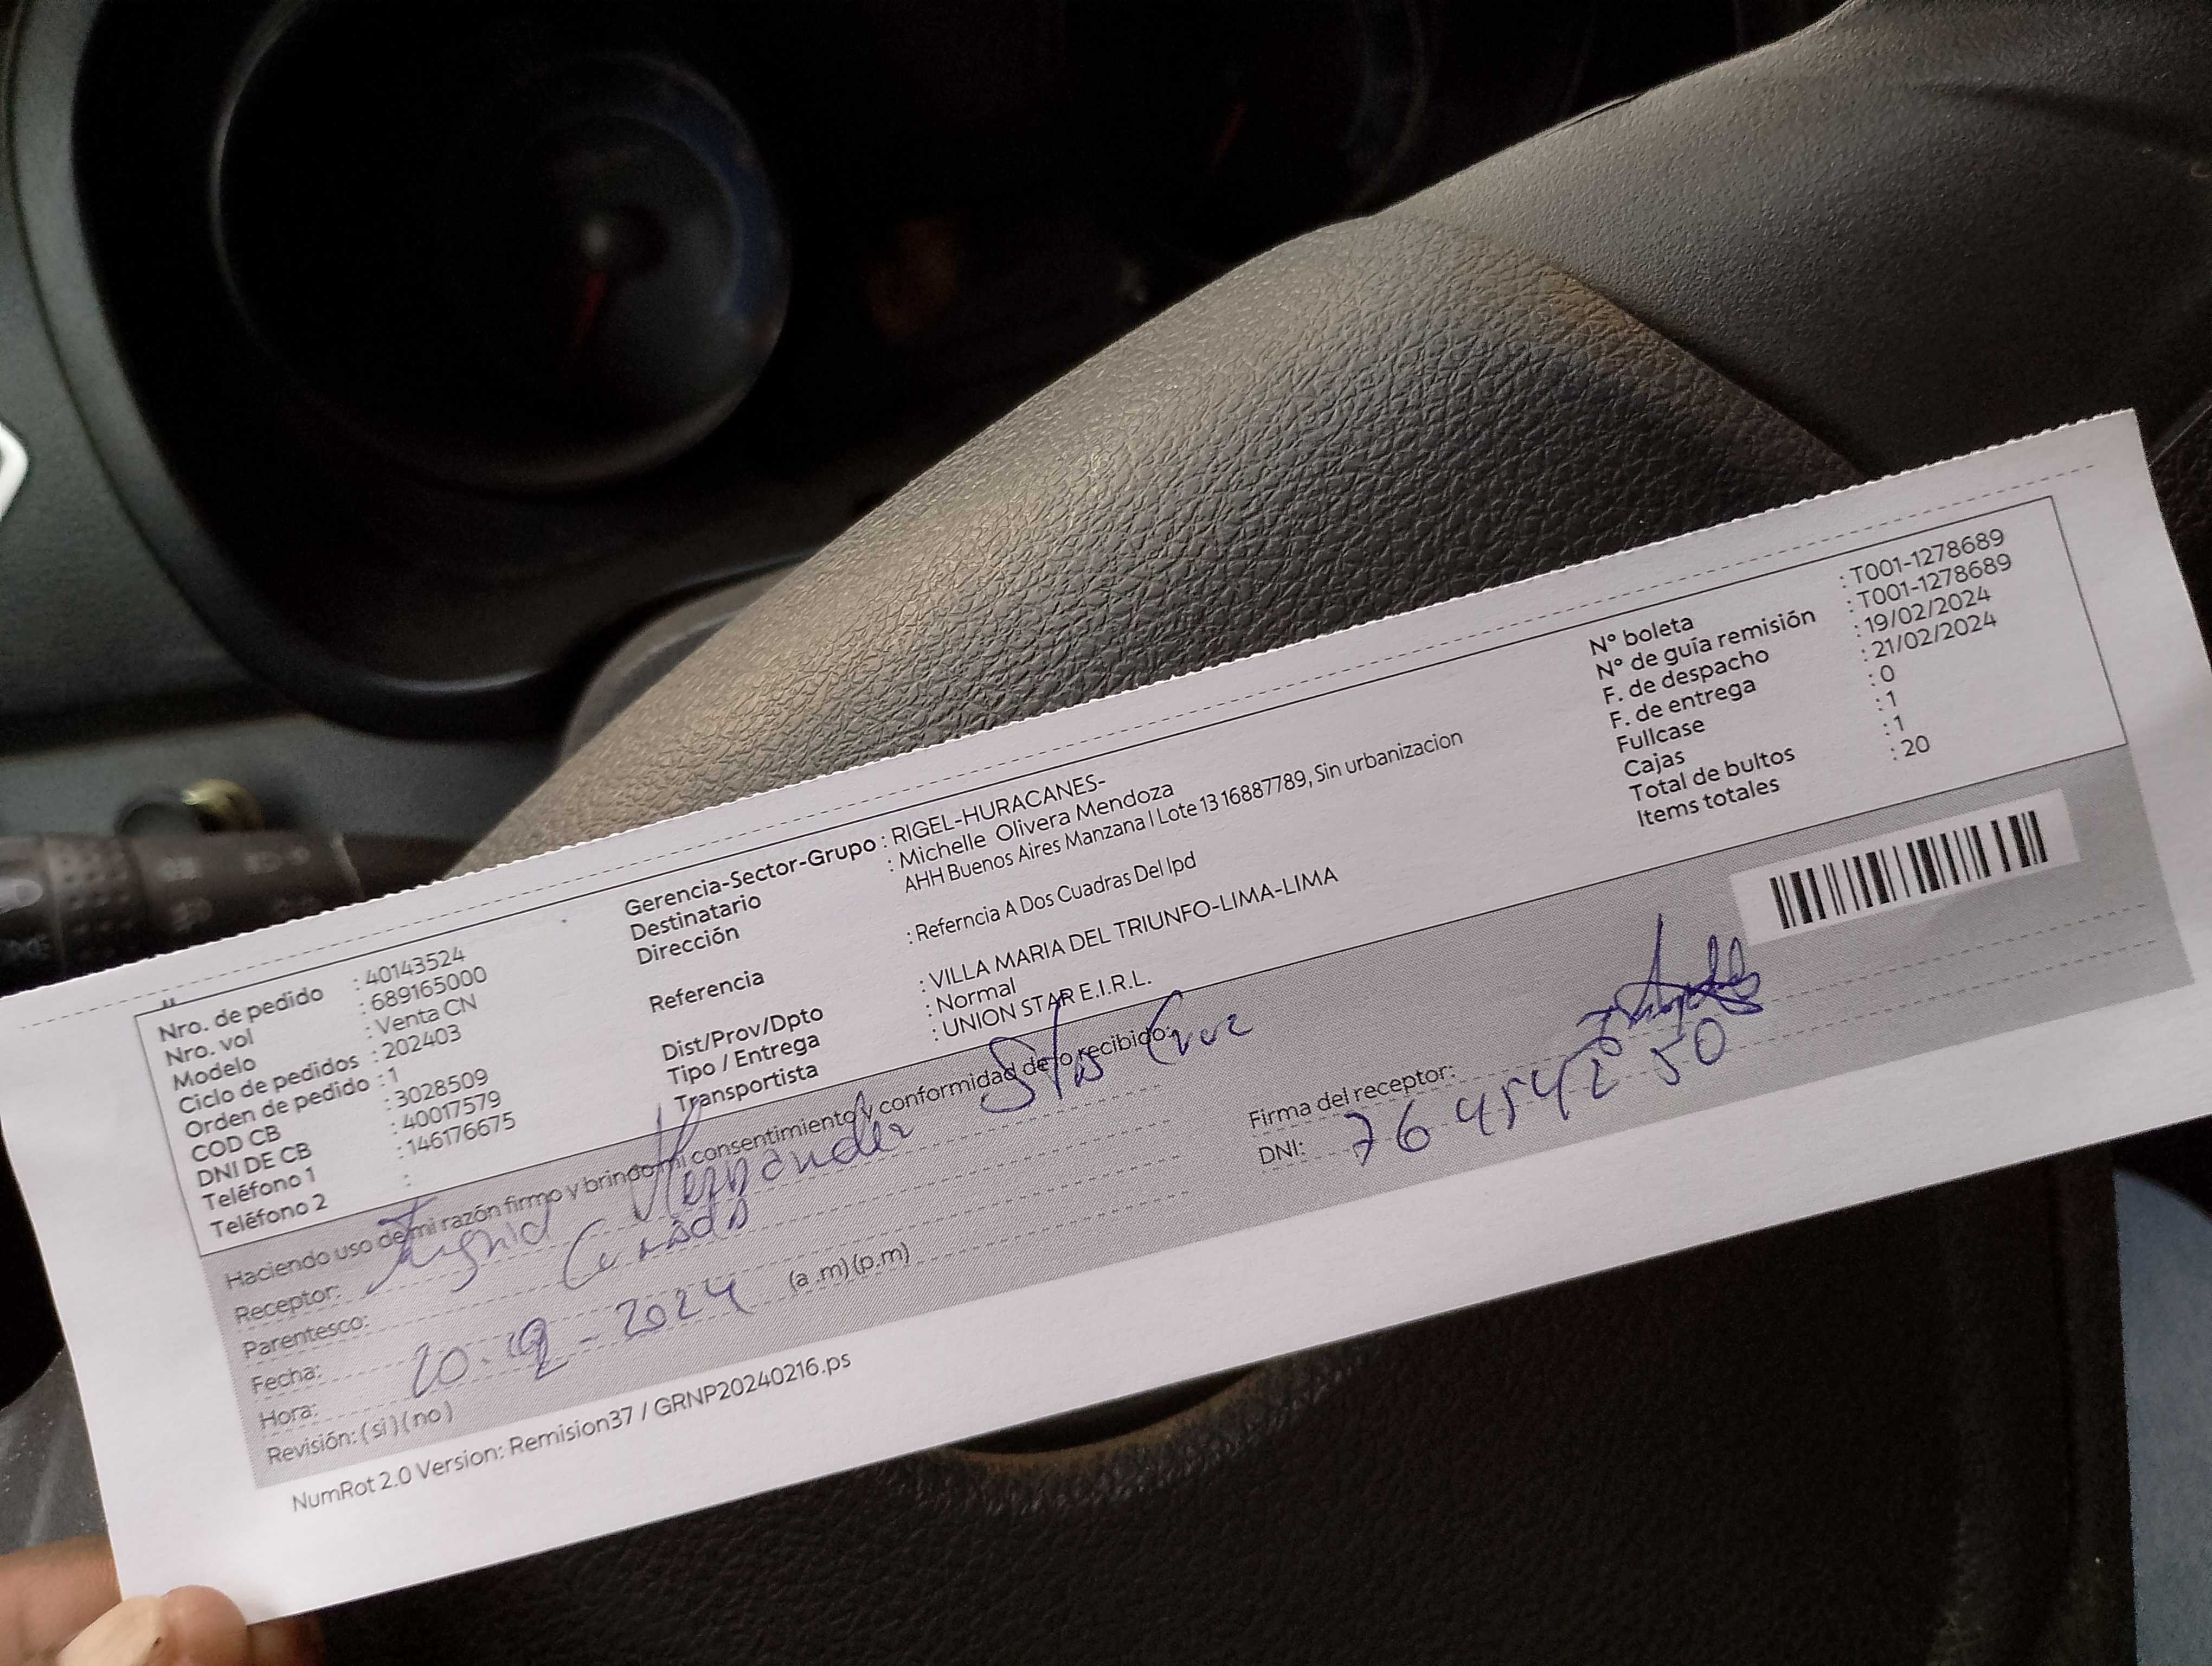 Nro. de pedido : 40143524
Nro. vol : 689165000
Modelo : Venta CN
Ciclo de pedidos : 202403
Orden de pedido : 1
COD CB : 3028509
DNI DE CB : 40017579
Teléfono 1 : 146176675
Teléfono 2 :
Gerencia-Sector-Grupo : RIGEL-HURACANES-
Destinatario : Michelle Olivera Mendoza
Dirección AHH Buenos Aires Manzana I Lote 13 16887789, Sin urbanizacion
Referencia : Referncia A Dos Cuadras Del Ipd
Dist/Prov/Dpto : VILLA MARIA DEL TRIUNFO-LIMA-LIMA
Tipo / Entrega : Normal
Transportista : UNION STAR E.I.R.L.
N° boleta : T001-1278689
N° de guía remisión : T001-1278689
F. de despacho : 19/02/2024
F. de entrega : 21/02/2024
Fullcase : 0
Cajas : 1
Total de bultos : 1
Items totales : 20
Haciendo uso de mi razón firmo y brindo mi consentimiento y conformidad de lo recibido:
Receptor: Ingrid Cruz
Parentesco:
Fecha: 2024
Hora: (a .m) (p.m)
Revisión: ( si ) ( no )
Firma del receptor:
DNI:
NumRot 2.0 Version: Remision37 / GRNP20240216.ps